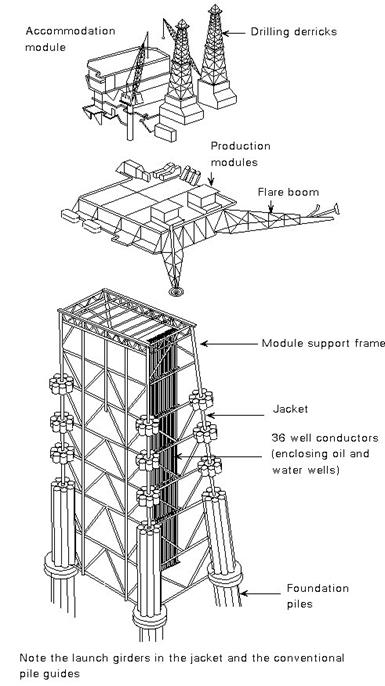 Accommodation
module
Drilling derricks
Production
modules
Flare boom
Module support frame
Jacket
36 well conductors
(enclosing oil and
water wells)
Foundation
piles
Note the launch girders in the jacket and the conventional
pile guides